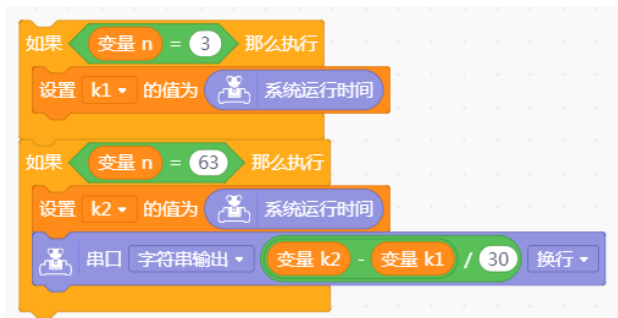 如果 变量 n = 3 那么执行
设置 k1 的值为 系统运行时间
如果 变量 n = 63 那么执行
设置 k2 的值为 系统运行时间
串口 字符串输出 变量 k2 - 变量 k1 / 30 换行